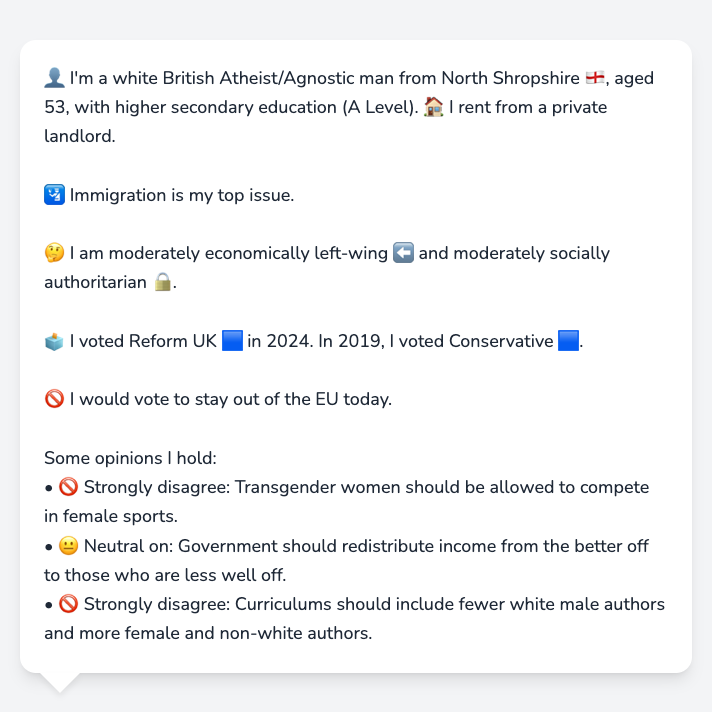 👤 I'm a white British Atheist/Agnostic man from North Shropshire 🏴󠁧󠁢󠁥󠁮󠁧󠁿, aged
53, with higher secondary education (A Level). 🏠 I rent from a private
landlord.
🛂 Immigration is my top issue.
🤔 I am moderately economically left-wing ⬅️ and moderately socially
authoritarian 🔒.
🗳️ I voted Reform UK 🟦 in 2024. In 2019, I voted Conservative 🟦.
🚫 I would vote to stay out of the EU today.
Some opinions I hold:
• 🚫 Strongly disagree: Transgender women should be allowed to compete
in female sports.
• 😐 Neutral on: Government should redistribute income from the better off
to those who are less well off.
• 🚫 Strongly disagree: Curriculums should include fewer white male authors
and more female and non-white authors.